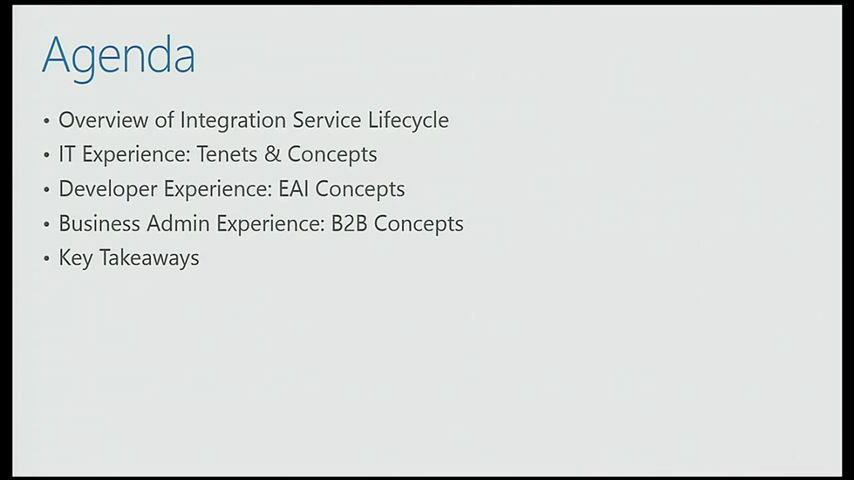 Agenda
• Overview of Integration Service Lifecycle
• IT Experience: Tenets & Concepts
• Developer Experience: EAI Concepts
• Business Admin Experience: B2B Concepts
• Key Takeaways